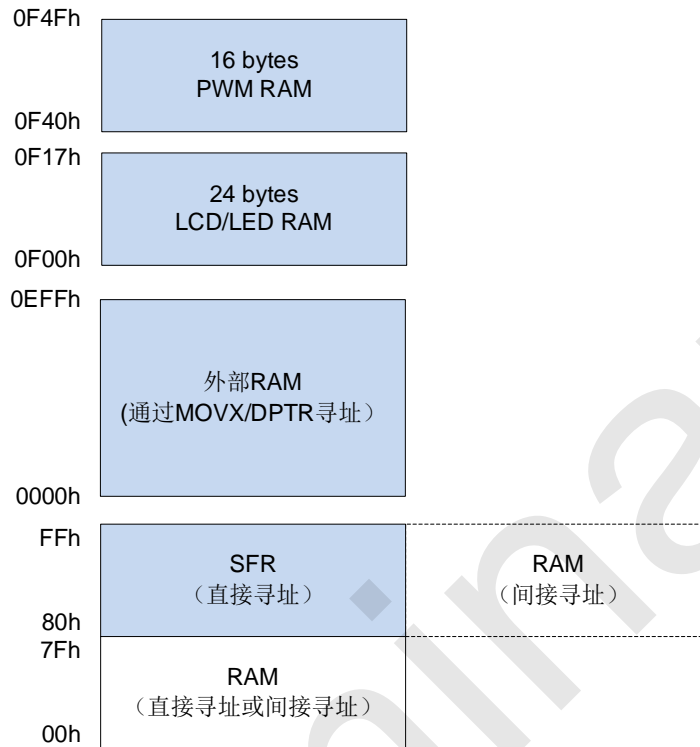 0F4Fh
16 bytes
PWM RAM
0F40h
0F17h
24 bytes
LCD/LED RAM
0F00h
0EFFh
外部RAM
(通过MOVX/DPTR寻址）
0000h
FFh
SFR
（直接寻址）
RAM
（间接寻址）
80h
7Fh
RAM
（直接寻址或间接寻址）
00h